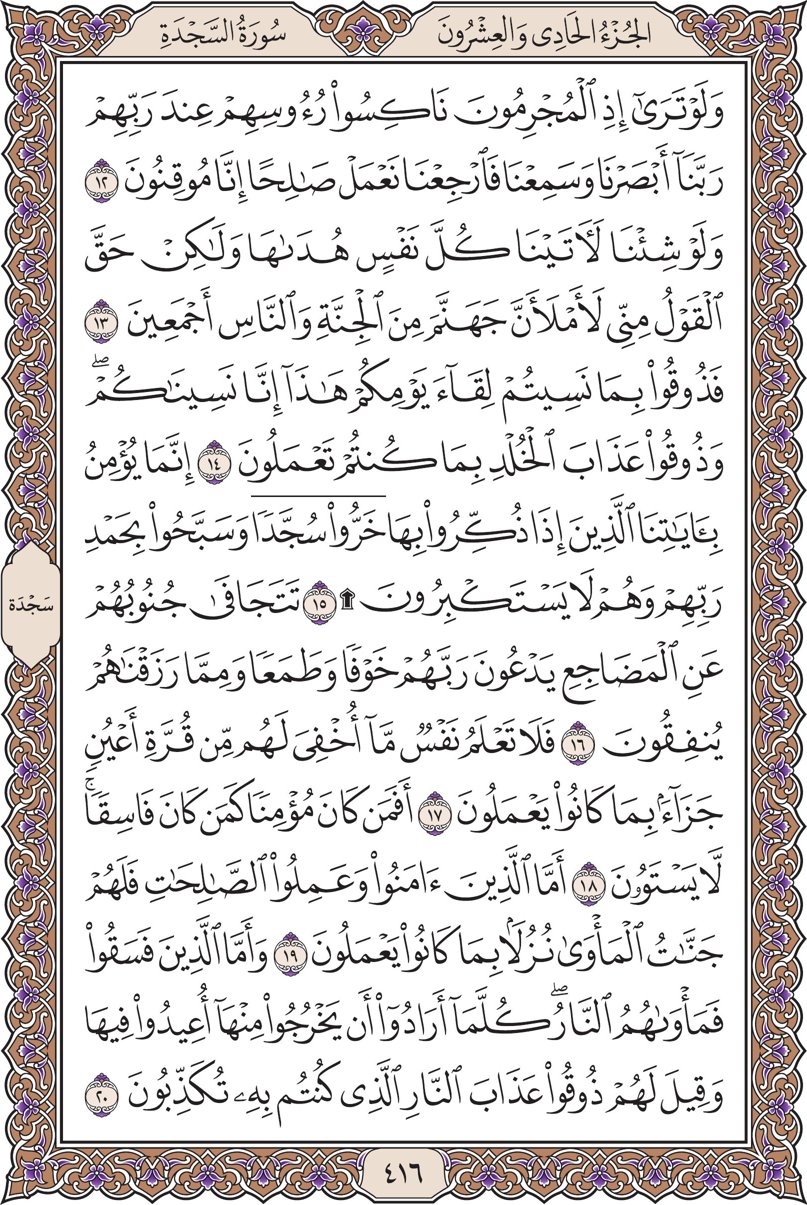 الجُزْءُ الحَادِى وَالعِشْرُونَ
سُورَةُ السَّجْدَةِ
وَلَوْ تَرَىٰٓ إِذِ ٱلْمُجْرِمُونَ نَاكِسُوا۟ رُءُوسِهِمْ عِندَ رَبِّهِمْ
رَبَّنَآ أَبْصَرْنَا وَسَمِعْنَا فَٱرْجِعْنَا نَعْمَلْ صَـٰلِحًا إِنَّا مُوقِنُونَ ١٢
وَلَوْ شِئْنَا لَـَٔاتَيْنَا كُلَّ نَفْسٍ هُدَىٰهَا وَلَـٰكِنْ حَقَّ
ٱلْقَوْلُ مِنِّى لَأَمْلَأَنَّ جَهَنَّمَ مِنَ ٱلْجِنَّةِ وَٱلنَّاسِ أَجْمَعِينَ ١٣
فَذُوقُوا۟ بِمَا نَسِيتُمْ لِقَآءَ يَوْمِكُمْ هَـٰذَآ إِنَّا نَسِينَـٰكُمْ ۖ
وَذُوقُوا۟ عَذَابَ ٱلْخُلْدِ بِمَا كُنتُمْ تَعْمَلُونَ ١٤ إِنَّمَا يُؤْمِنُ
بِـَٔايَـٰتِنَا ٱلَّذِينَ إِذَا ذُكِّرُوا۟ بِهَا خَرُّوا۟ سُجَّدًا وَسَبَّحُوا۟ بِحَمْدِ
رَبِّهِمْ وَهُمْ لَا يَسْتَكْبِرُونَ ۩ ١٥ تَتَجَافَىٰ جُنُوبُهُمْ
سَجْدَة
عَنِ ٱلْمَضَاجِعِ يَدْعُونَ رَبَّهُمْ خَوْفًا وَطَمَعًا وَمِمَّا رَزَقْنَـٰهُمْ
يُنفِقُونَ ١٦ فَلَا تَعْلَمُ نَفْسٌ مَّآ أُخْفِىَ لَهُم مِّن قُرَّةِ أَعْيُنٍ
جَزَآءًۢ بِمَا كَانُوا۟ يَعْمَلُونَ ١٧ أَفَمَن كَانَ مُؤْمِنًا كَمَن كَانَ فَاسِقًا ۚ
لَّا يَسْتَوُۥنَ ١٨ أَمَّا ٱلَّذِينَ ءَامَنُوا۟ وَعَمِلُوا۟ ٱلصَّـٰلِحَـٰتِ فَلَهُمْ
جَنَّـٰتُ ٱلْمَأْوَىٰ نُزُلًۢا بِمَا كَانُوا۟ يَعْمَلُونَ ١٩ وَأَمَّا ٱلَّذِينَ فَسَقُوا۟
فَمَأْوَىٰهُمُ ٱلنَّارُ ۖ كُلَّمَآ أَرَادُوٓا۟ أَن يَخْرُجُوا۟ مِنْهَآ أُعِيدُوا۟ فِيهَا
وَقِيلَ لَهُمْ ذُوقُوا۟ عَذَابَ ٱلنَّارِ ٱلَّذِى كُنتُم بِهِۦ تُكَذِّبُونَ ٢٠
٤١٦